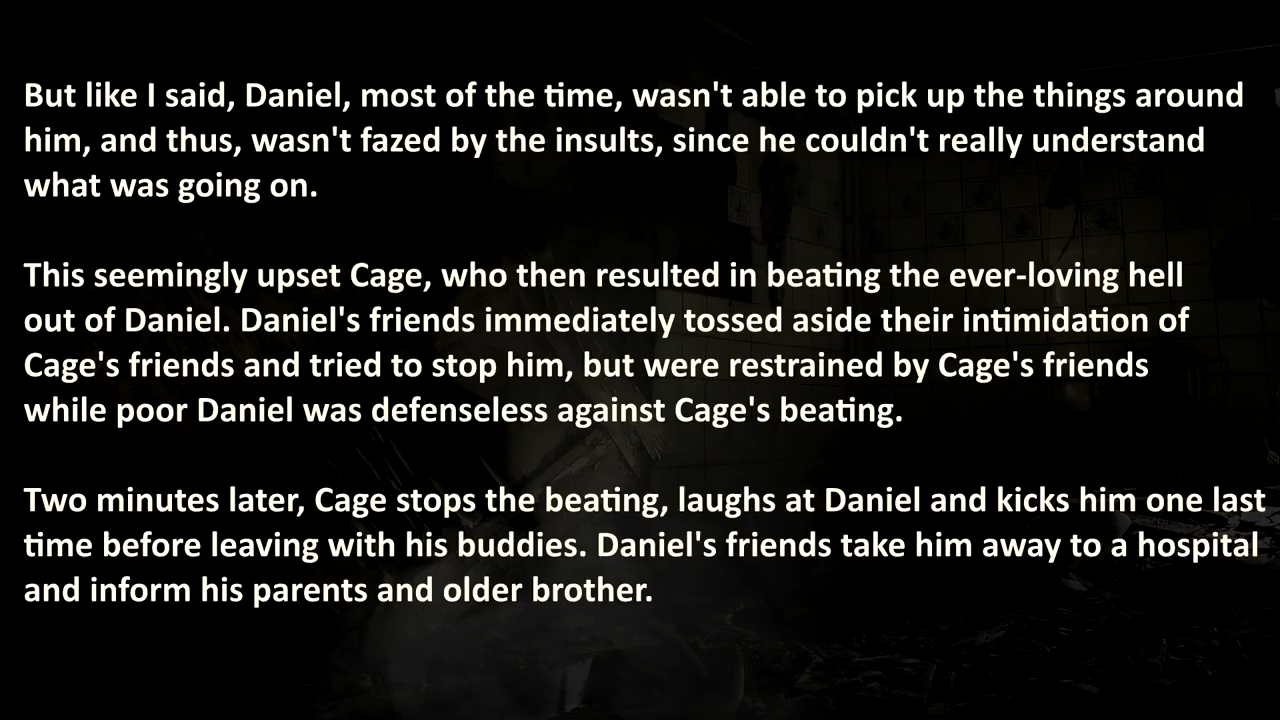 But like I said, Daniel, most of the time, wasn't able to pick up the things around
him, and thus, wasn't fazed by the insults, since he couldn't really understand
what was going on.
This seemingly upset Cage, who then resulted in beating the ever-loving hell
out of Daniel. Daniel's friends immediately tossed aside their intimidation of
Cage's friends and tried to stop him, but were restrained by Cage's friends
while poor Daniel was defenseless against Cage's beating.
Two minutes later, Cage stops the beating, laughs at Daniel and kicks him one last
time before leaving with his buddies. Daniel's friends take him away to a hospital
and inform his parents and older brother.